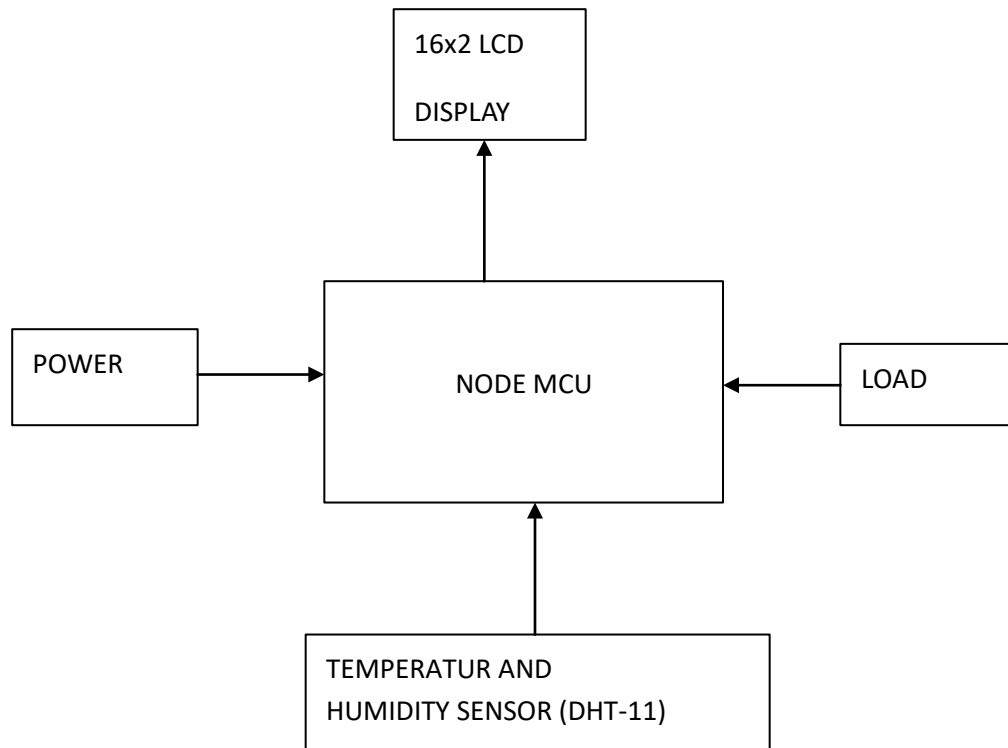 16x2 LCD
DISPLAY
POWER
NODE MCU
LOAD
TEMPERATUR AND
HUMIDITY SENSOR (DHT-11)